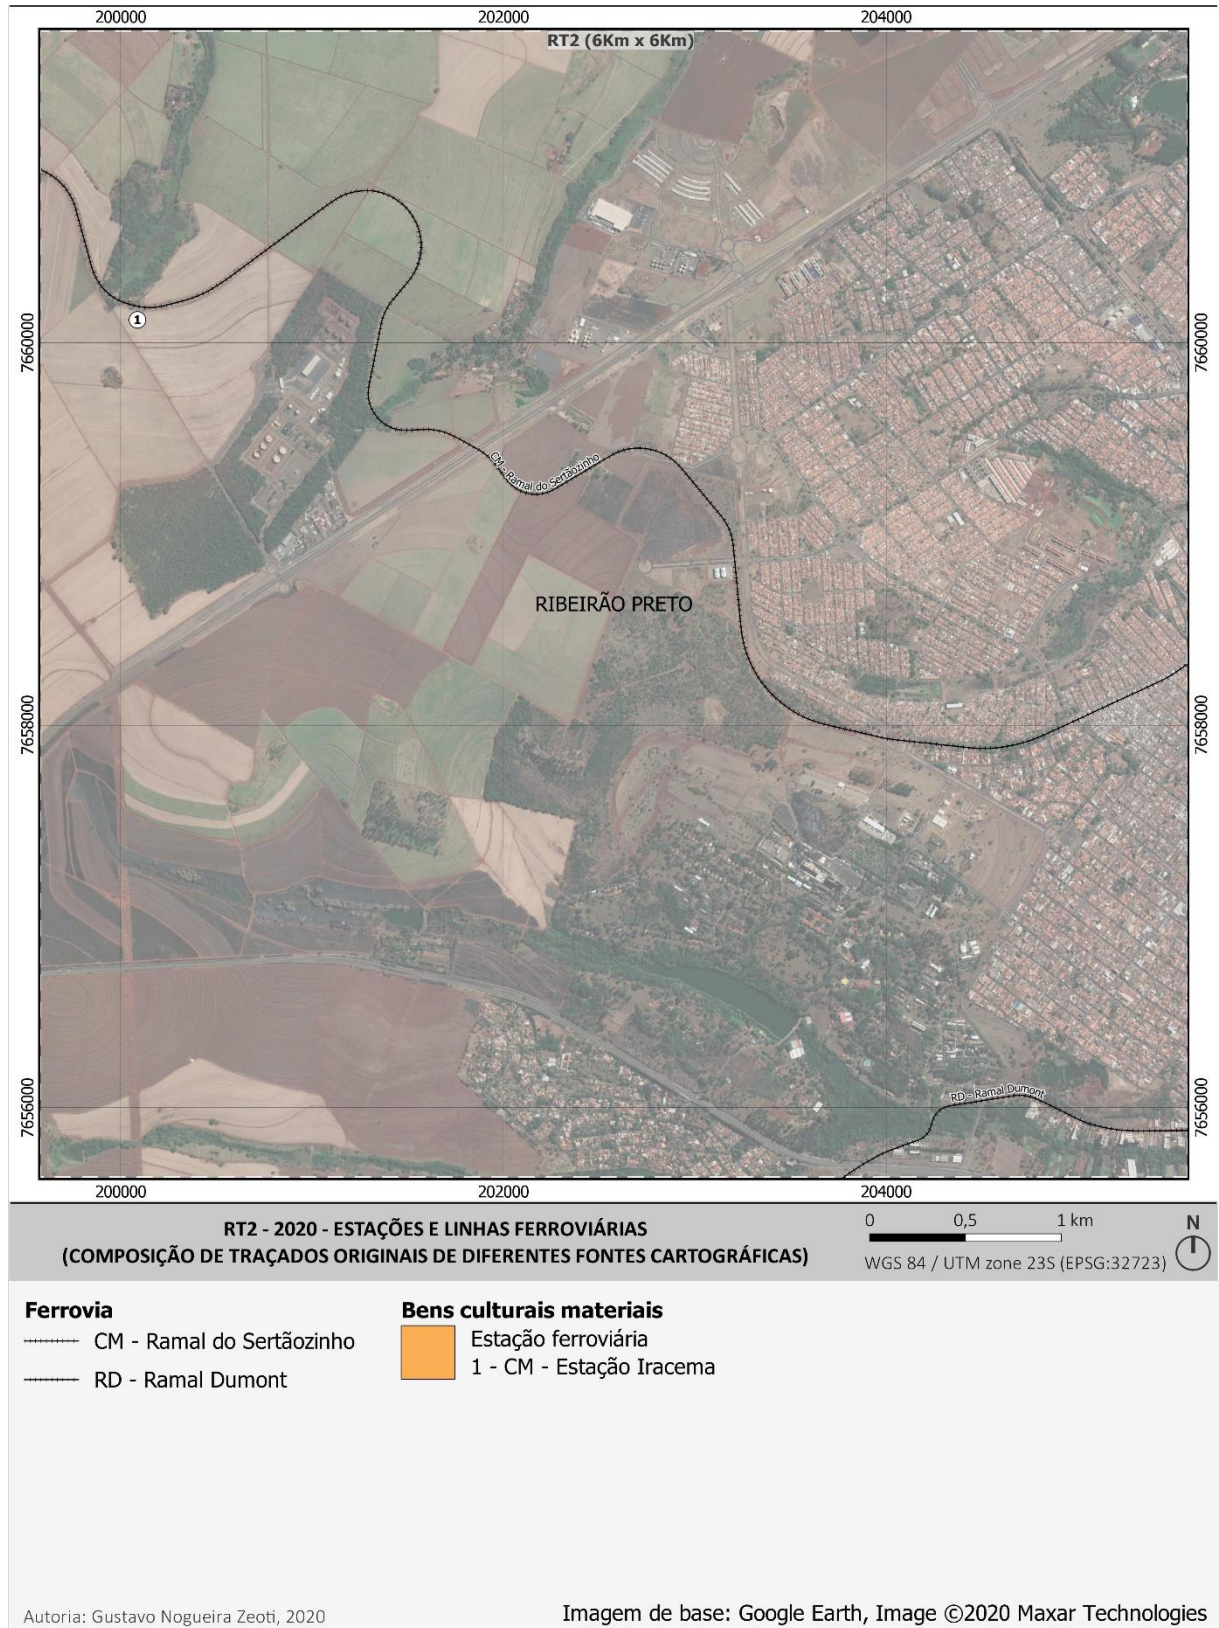 200000 202000 204000
RT2 (6Km x 6Km)
1
7660000 7660000
CM - Ramal do Sertãozinho
RIBEIRÃO PRETO
7658000 7658000
RD - Ramal Dumont
7656000 7656000
200000 202000 204000
RT2 - 2020 - ESTAÇÕES E LINHAS FERROVIÁRIAS
(COMPOSIÇÃO DE TRAÇADOS ORIGINAIS DE DIFERENTES FONTES CARTOGRÁFICAS)
0 0,5 1 km
WGS 84 / UTM zone 23S (EPSG:32723)
N
Ferrovia
CM - Ramal do Sertãozinho
RD - Ramal Dumont
Bens culturais materiais
Estação ferroviária
1 - CM - Estação Iracema
Autoria: Gustavo Nogueira Zeoti, 2020
Imagem de base: Google Earth, Image ©2020 Maxar Technologies